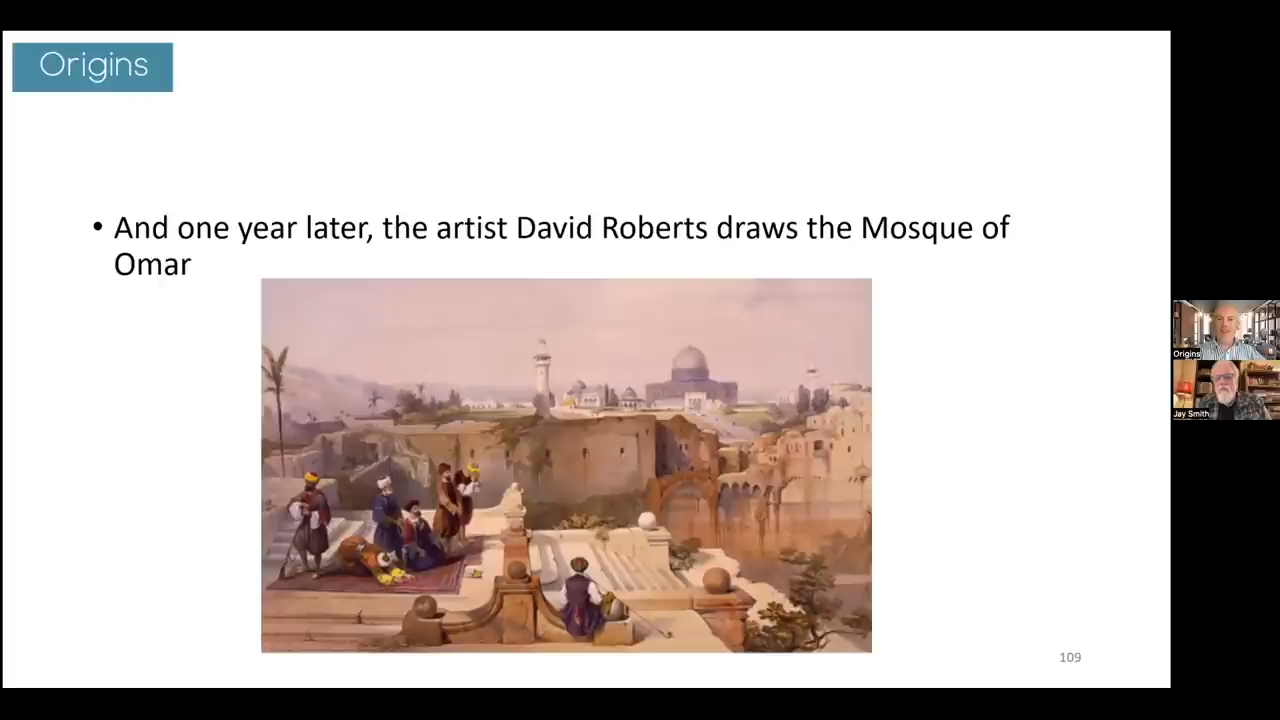 Origins
• And one year later, the artist David Roberts draws the Mosque of
Omar
109
Origins
Jay Smith